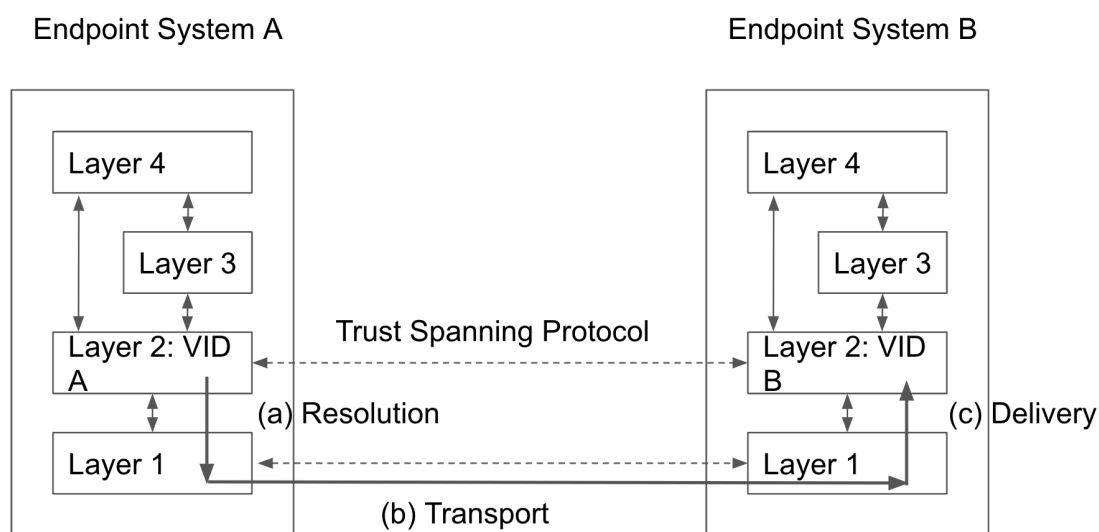 Endpoint System A
Endpoint System B
Layer 4
Layer 4
Layer 3
Layer 3
Trust Spanning Protocol
Layer 2: VID
A
Layer 2: VID
B
(a) Resolution
(c) Delivery
Layer 1
Layer 1
(b) Transport